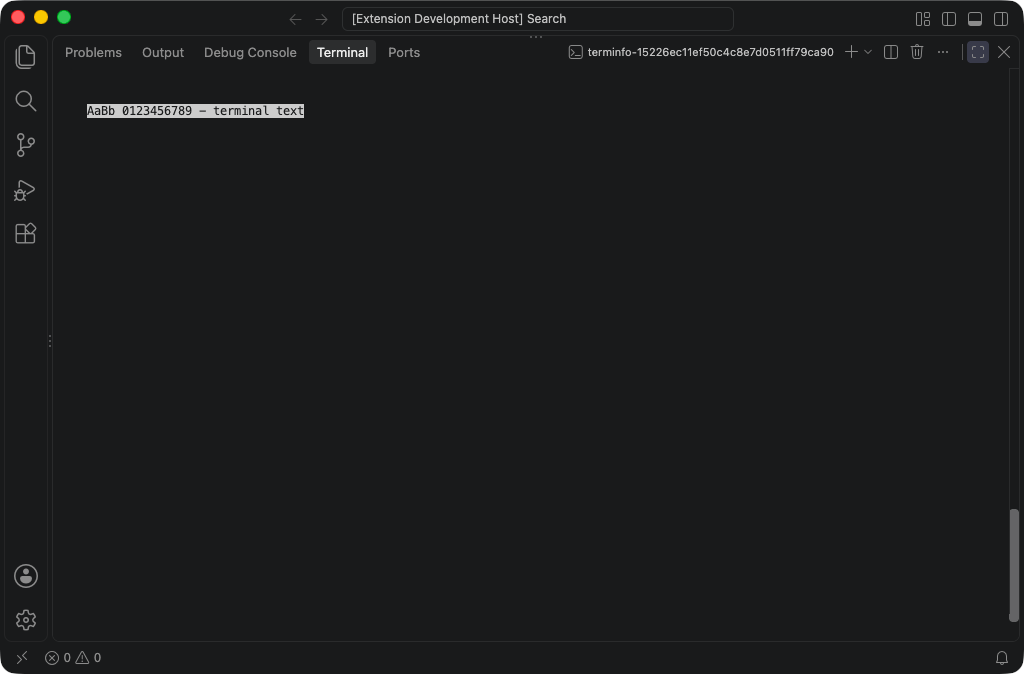 [Extension Development Host] Search
Problems Output Debug Console Terminal Ports
terminfo-15226ec11ef50c4c8e7d0511ff79ca90
AaBb 0123456789 – terminal text
0 0